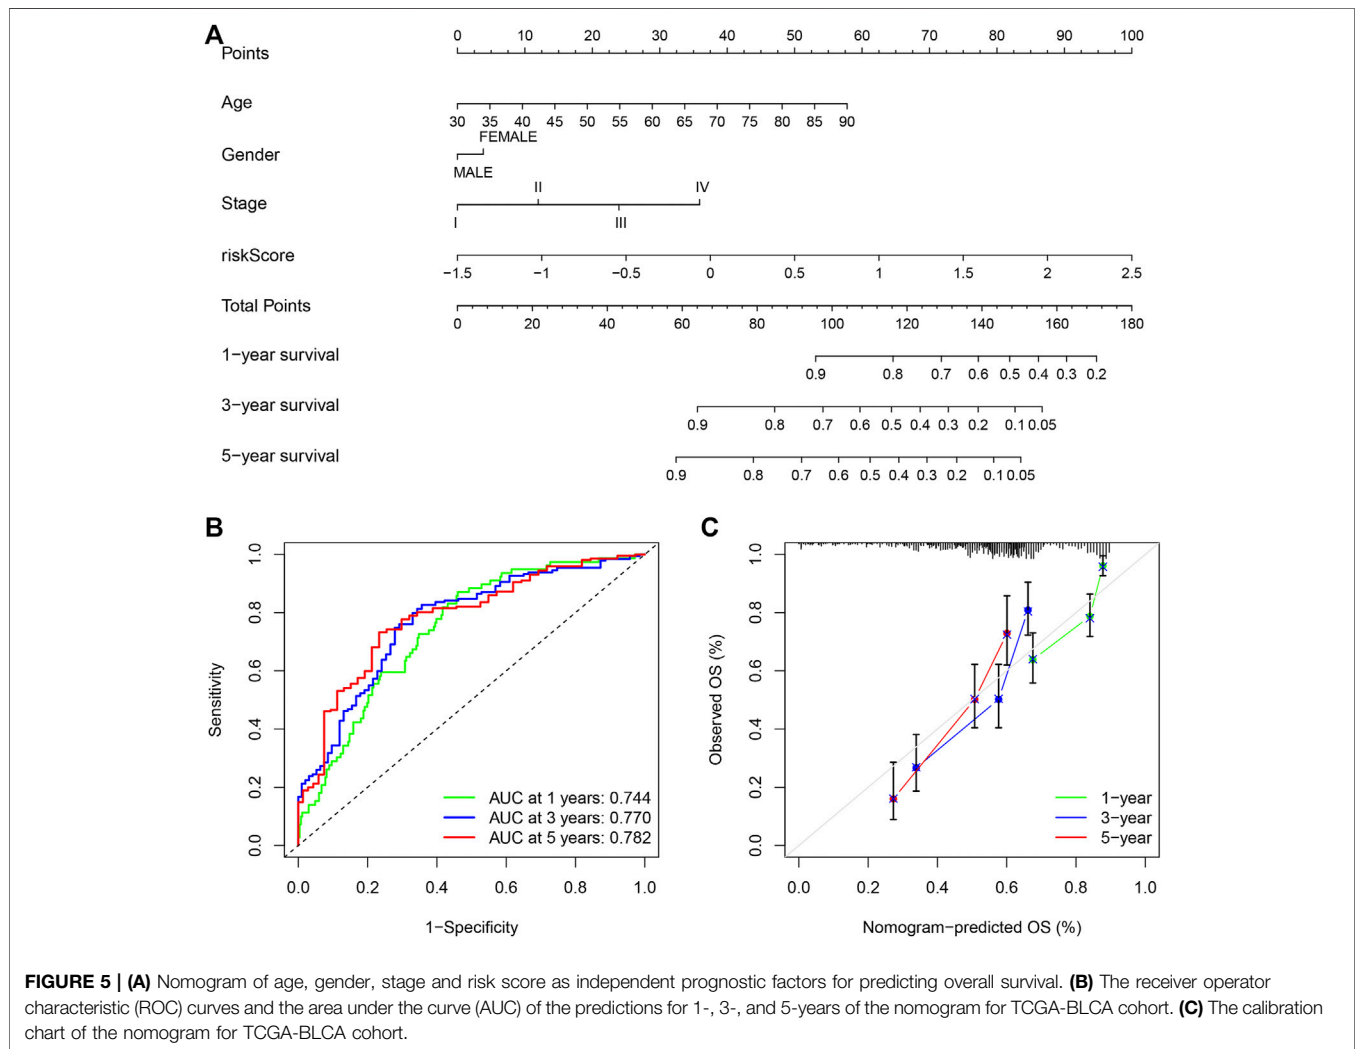 A
Points
0 10 20 30 40 50 60 70 80 90 100
Age
30 35 40 45 50 55 60 65 70 75 80 85 90
FEMALE
Gender
MALE
II IV
Stage
I III
riskScore
−1.5 −1 −0.5 0 0.5 1 1.5 2 2.5
Total Points
0 20 40 60 80 100 120 140 160 180
1−year survival
0.9 0.8 0.7 0.6 0.5 0.4 0.3 0.2
3−year survival
0.9 0.8 0.7 0.6 0.5 0.4 0.3 0.2 0.1 0.05
5−year survival
0.9 0.8 0.7 0.6 0.5 0.4 0.3 0.2 0.1 0.05
B
Sensitivity
0.0 0.2 0.4 0.6 0.8 1.0
AUC at 1 years: 0.744
AUC at 3 years: 0.770
AUC at 5 years: 0.782
0.0 0.2 0.4 0.6 0.8 1.0
1−Specificity
C
Observed OS (%)
0.0 0.2 0.4 0.6 0.8 1.0
1−year
3−year
5−year
0.0 0.2 0.4 0.6 0.8 1.0
Nomogram−predicted OS (%)
FIGURE 5 | (A) Nomogram of age, gender, stage and risk score as independent prognostic factors for predicting overall survival. (B) The receiver operator
characteristic (ROC) curves and the area under the curve (AUC) of the predictions for 1-, 3-, and 5-years of the nomogram for TCGA-BLCA cohort. (C) The calibration
chart of the nomogram for TCGA-BLCA cohort.